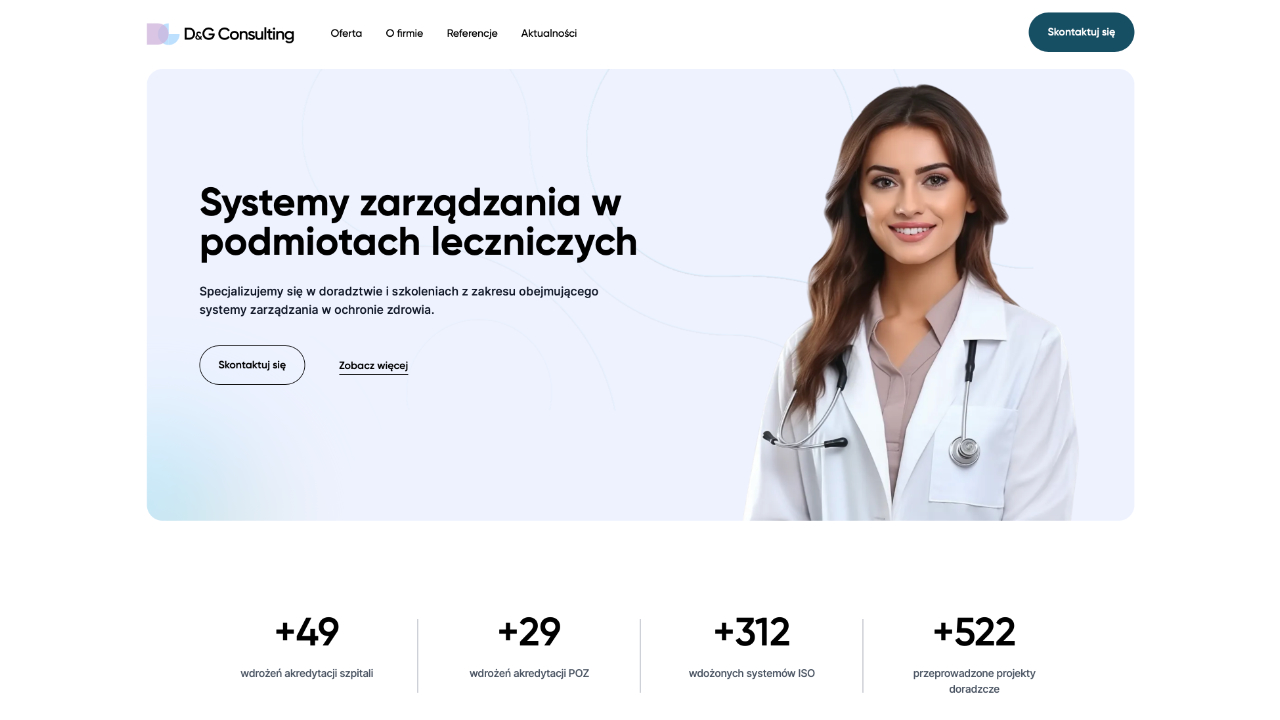 D&G Consulting
Oferta
O firmie
Referencje
Aktualności
Skontaktuj się
Systemy zarządzania w
podmiotach leczniczych
Specjalizujemy się w doradztwie i szkoleniach z zakresu obejmującego
systemy zarządzania w ochronie zdrowia.
Skontaktuj się
Zobacz więcej
+49
wdrożeń akredytacji szpitali
+29
wdrożeń akredytacji POZ
+312
wdożonych systemów ISO
+522
przeprowadzone projekty
doradzcze